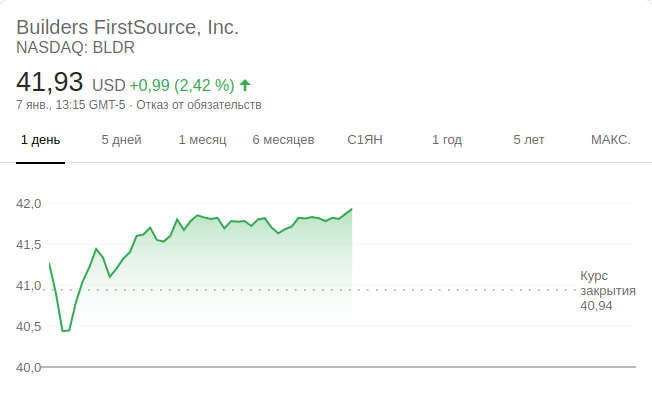 Builders FirstSource, Inc.
NASDAQ: BLDR
41,93 USD +0,99 (2,42 %)
7 янв., 13:15 GMT-5 · Отказ от обязательств
1 день 5 дней 1 месяц 6 месяцев С1ЯН 1 год 5 лет МАКС.
42,0
41,5
41,0
40,5
40,0
Курс
закрытия
40,94